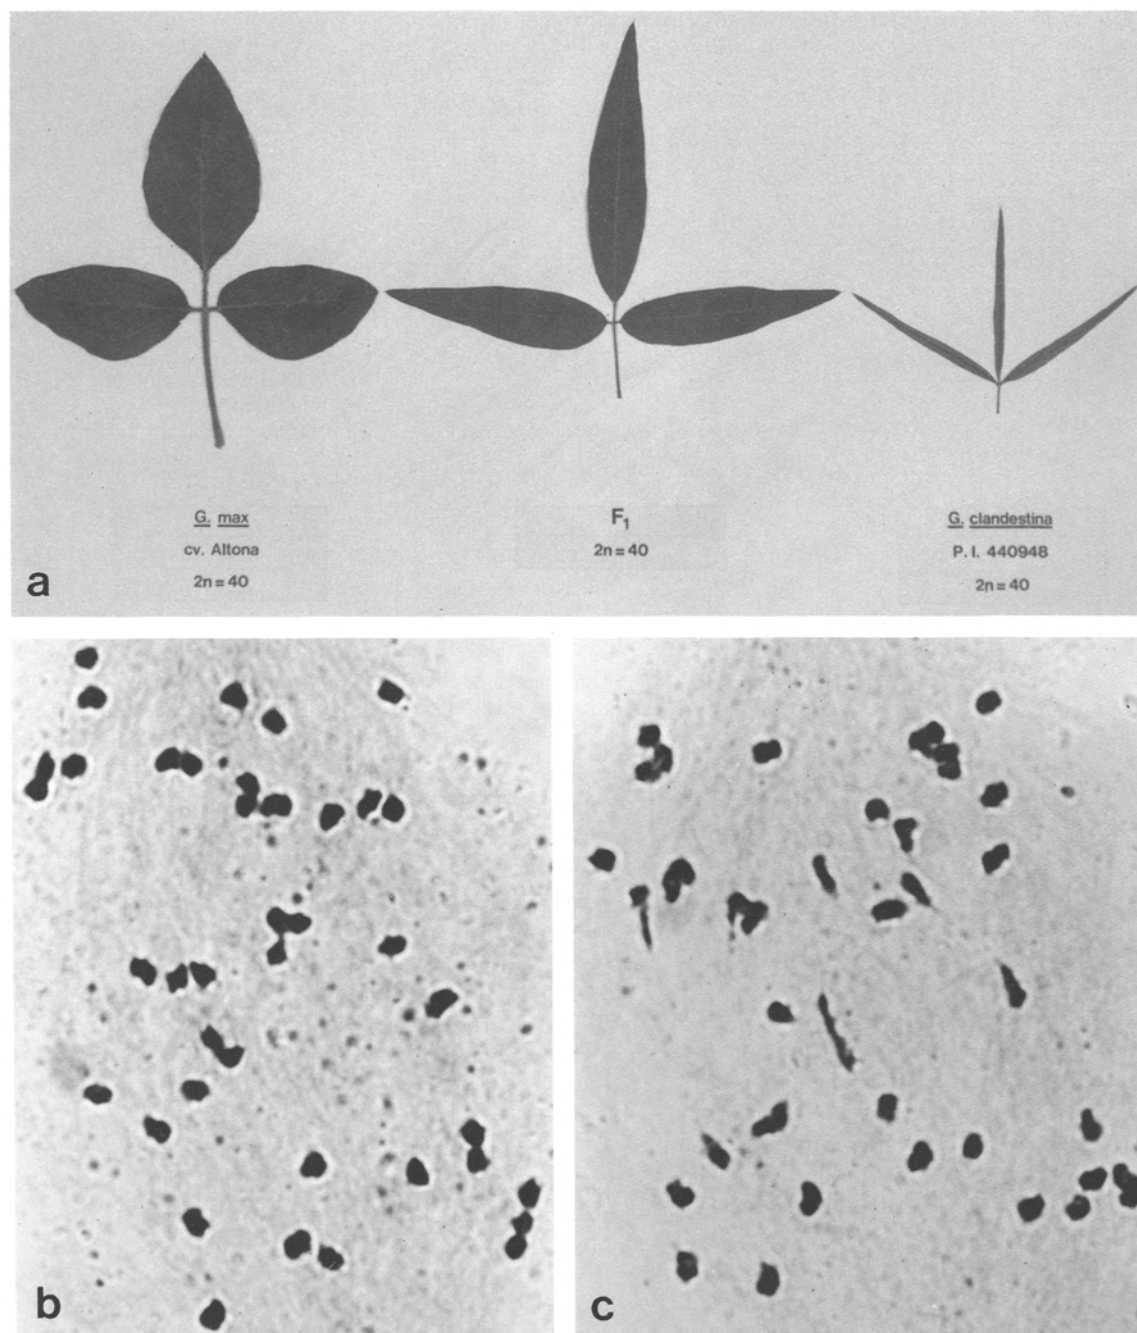 G. max
cv. Altona
2n = 40
F₁
2n = 40
G. clandestina
P. I. 440948
2n = 40
a
b
c